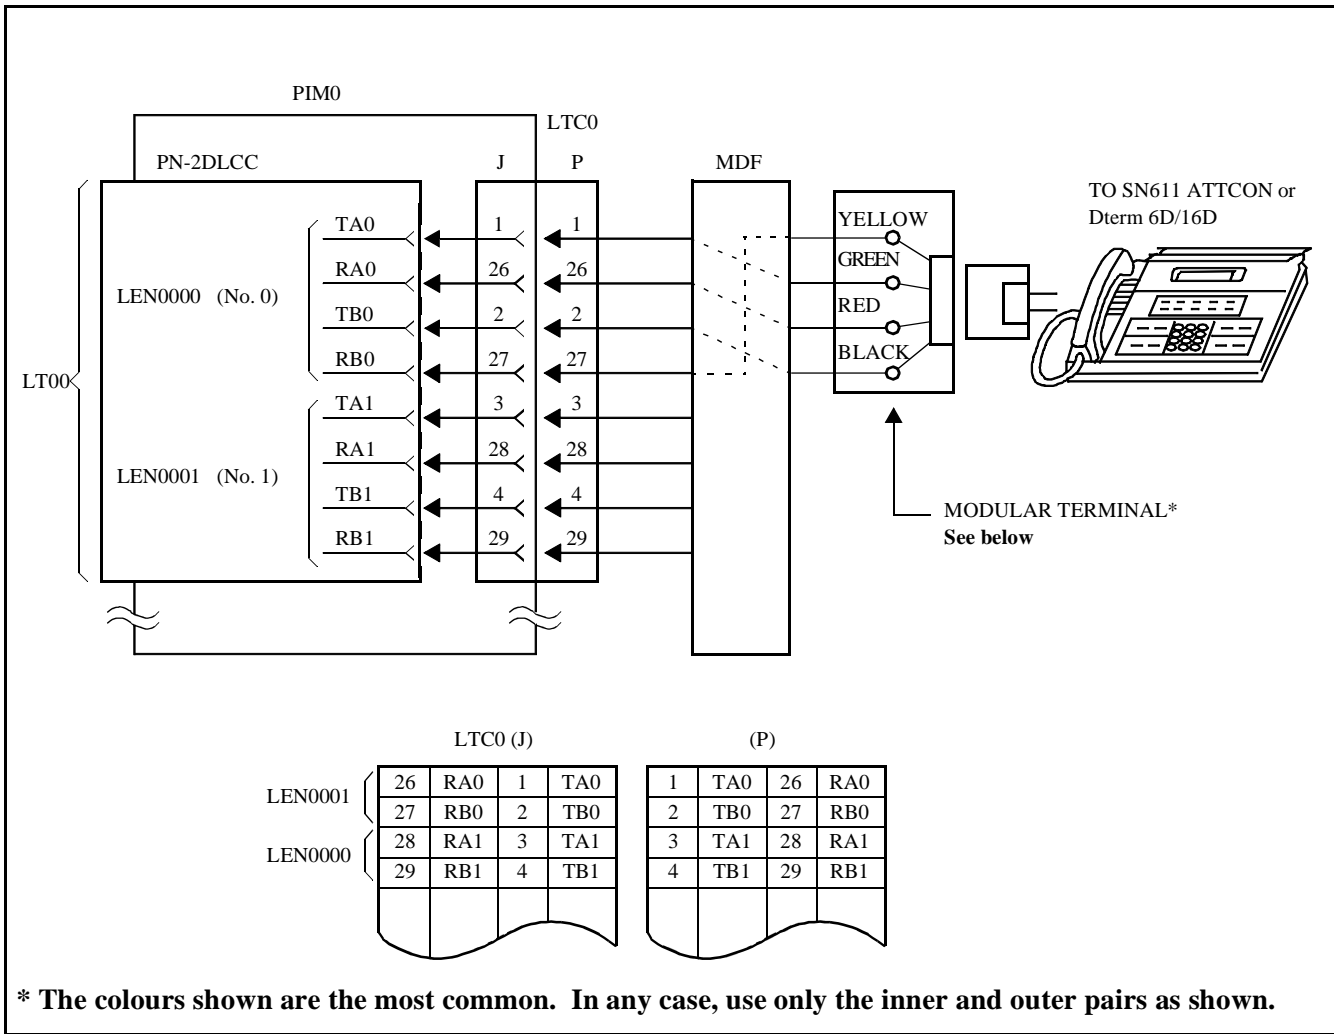 PIM0
LTC0
PN-2DLCC J P MDF
TO SN611 ATTCON or
Dterm 6D/16D
TA0 1 1 YELLOW
RA0 26 26 GREEN
LEN0000 (No. 0)
TB0 2 2 RED
RB0 27 27 BLACK
LT00
TA1 3 3
RA1 28 28
LEN0001 (No. 1)
TB1 4 4
RB1 29 29
MODULAR TERMINAL*
See below
LTC0 (J) (P)
LEN0001
LEN0000
26 RA0 1 TA0
27 RB0 2 TB0
28 RA1 3 TA1
29 RB1 4 TB1
1 TA0 26 RA0
2 TB0 27 RB0
3 TA1 28 RA1
4 TB1 29 RB1
* The colours shown are the most common. In any case, use only the inner and outer pairs as shown.